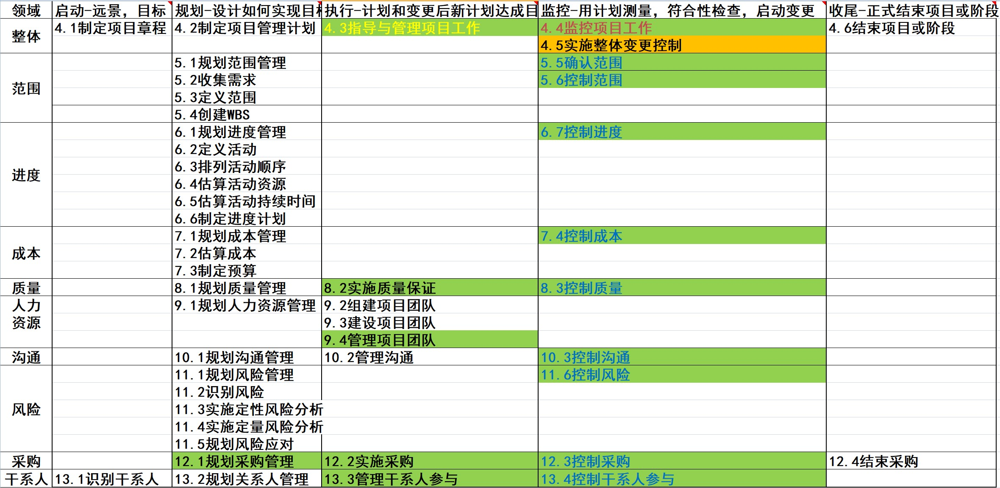 领域 启动-远景，目标 规划-设计如何实现目标 执行-计划和变更后新计划达成目 监控-用计划测量，符合性检查，启动变更 收尾-正式结束项目或阶段
整体 4.1制定项目章程 4.2制定项目管理计划 4.3指导与管理项目工作 4.4监控项目工作 4.6结束项目或阶段
4.5实施整体变更控制
范围 5.1规划范围管理 5.5确认范围
5.2收集需求 5.6控制范围
5.3定义范围
5.4创建WBS
进度 6.1规划进度管理 6.7控制进度
6.2定义活动
6.3排列活动顺序
6.4估算活动资源
6.5估算活动持续时间
6.6制定进度计划
成本 7.1规划成本管理 7.4控制成本
7.2估算成本
7.3制定预算
质量 8.1规划质量管理 8.2实施质量保证 8.3控制质量
人力 9.1规划人力资源管理 9.2组建项目团队
资源 9.3建设项目团队
9.4管理项目团队
沟通 10.1规划沟通管理 10.2管理沟通 10.3控制沟通
风险 11.1规划风险管理 11.6控制风险
11.2识别风险
11.3实施定性风险分析
11.4实施定量风险分析
11.5规划风险应对
采购 12.1规划采购管理 12.2实施采购 12.3控制采购 12.4结束采购
干系人 13.1识别干系人 13.2规划关系人管理 13.3管理干系人参与 13.4控制干系人参与